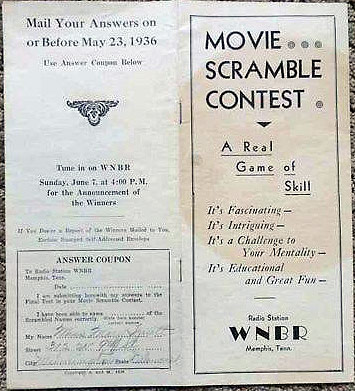 Mail Your Answers on
or Before May 23, 1936
Use Answer Coupon Below
Tune in on WNBR
Sunday, June 7, at 4:00 P.M.
for the Announcement of
the Winners
If You Desire a Report of the Winners Mailed to You,
Enclose Stamped Self-Addressed Envelope
ANSWER COUPON
To Radio Station WNBR
Memphis, Tenn.
Date
I am submitting herewith my answers to the
Final Test in your Movie Scramble Contest.
I have been able to name
of the
Scrambled Names correctly.
My Name
Street
City
State
MOVIE...
SCRAMBLE
CONTEST.
A Real
Game of
Skill
It's Fascinating—
It's Intriguing—
It's a Challenge to
Your Mentality—
It's Educational
and Great Fun—
Radio Station
WNBR
Memphis, Tenn.